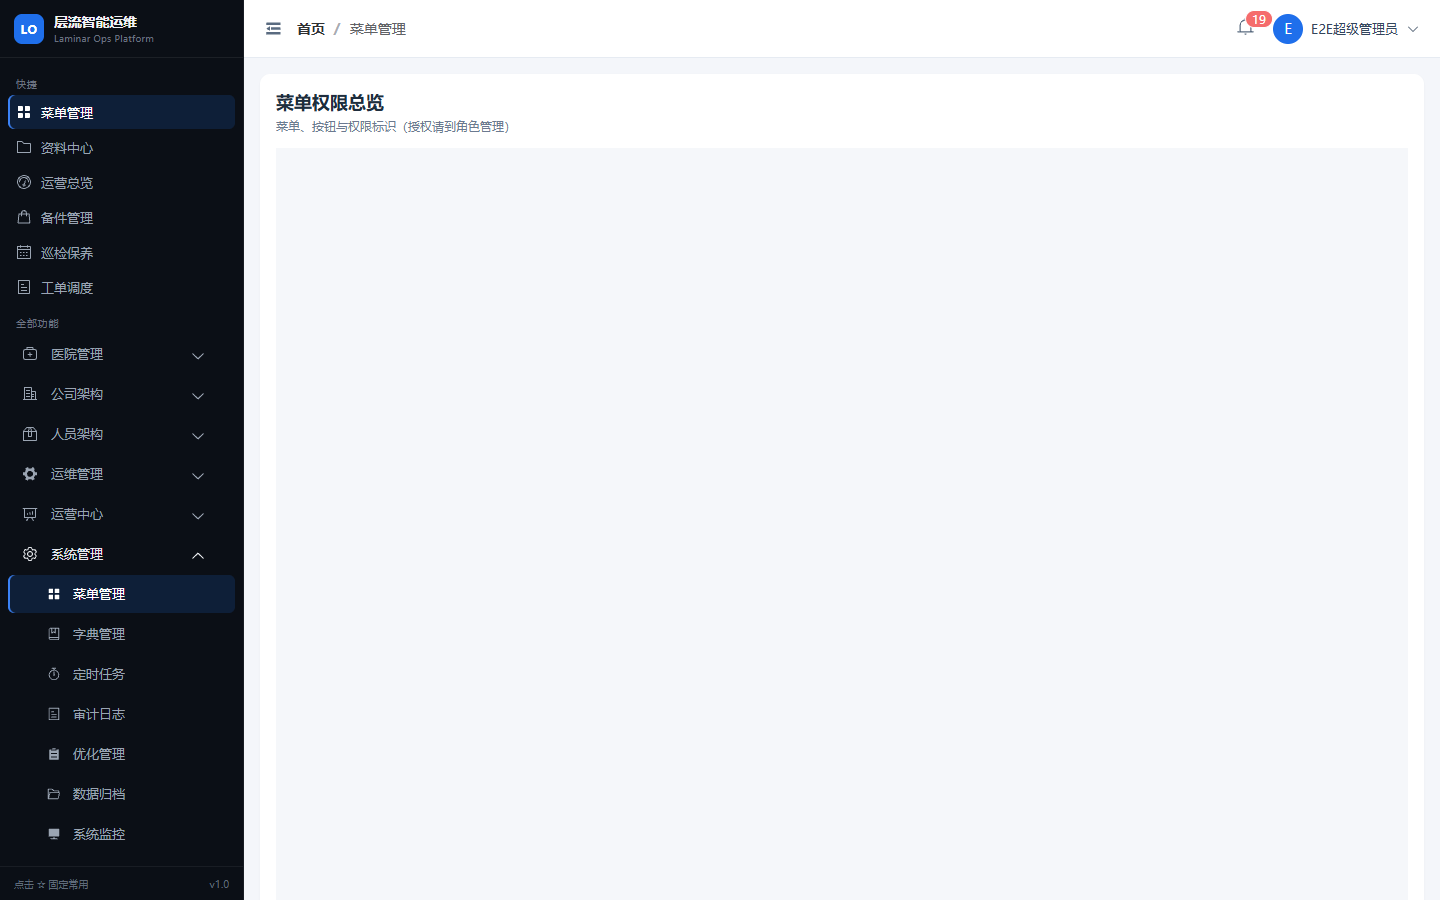 LO
层流智能运维
Laminar Ops Platform
首页 / 菜单管理
19
E
E2E超级管理员
快捷
菜单管理
资料中心
运营总览
备件管理
巡检保养
工单调度
全部功能
医院管理
公司架构
人员架构
运维管理
运营中心
系统管理
菜单管理
字典管理
定时任务
审计日志
优化管理
数据归档
系统监控
点击 ☆ 固定常用
v1.0
菜单权限总览
菜单、按钮与权限标识（授权请到角色管理）